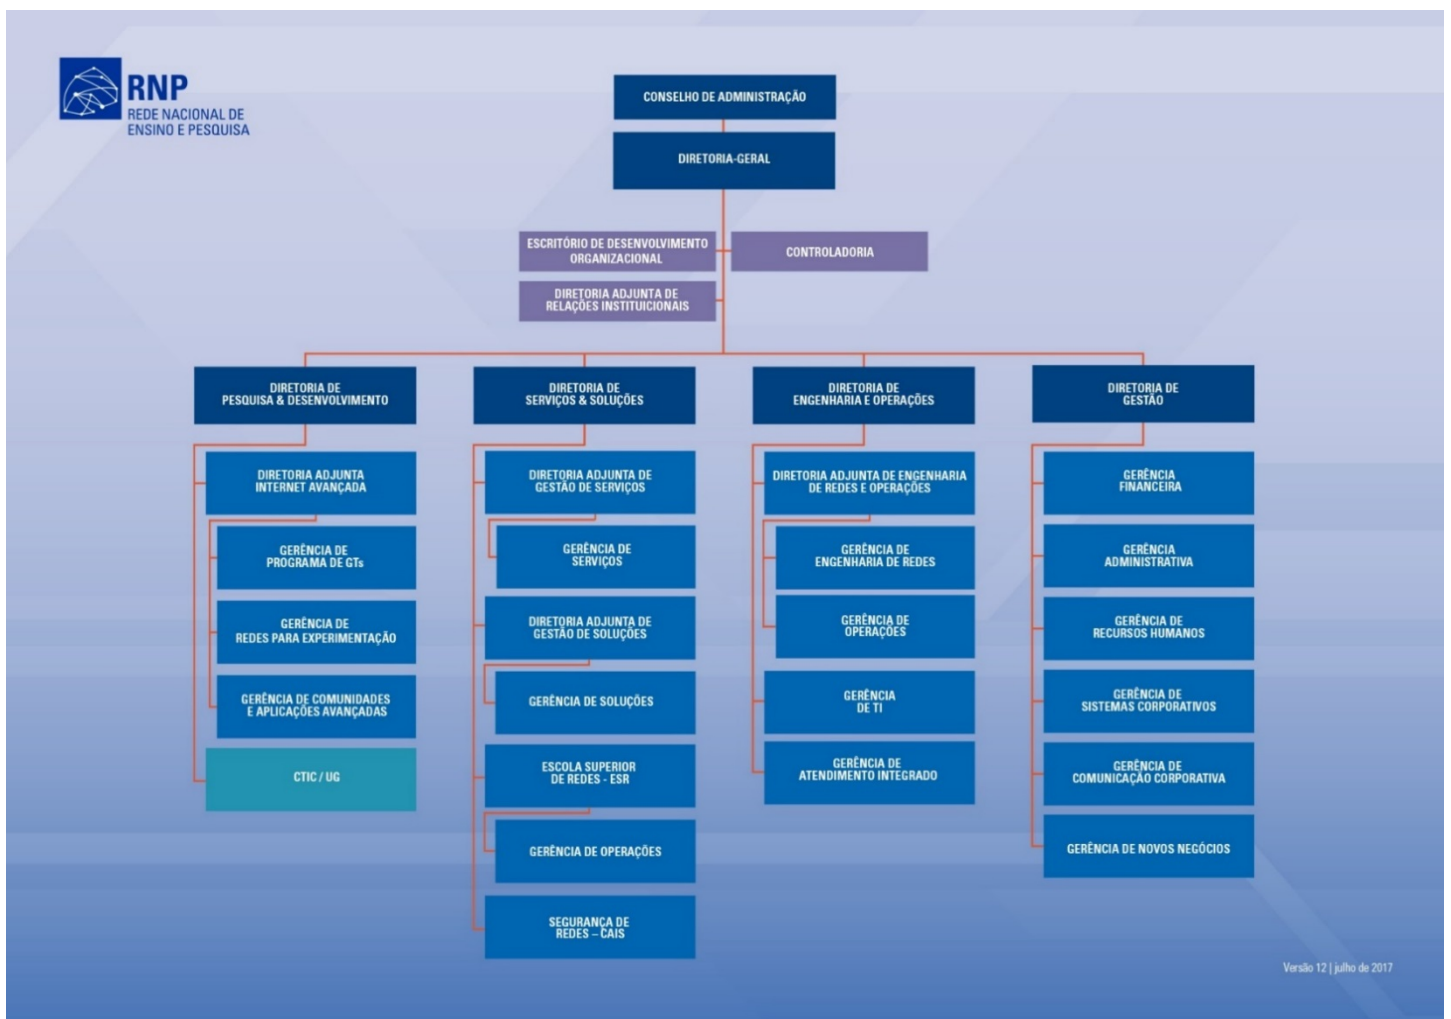 RNP
REDE NACIONAL DE
ENSINO E PESQUISA
CONSELHO DE ADMINISTRAÇÃO
DIRETORIA-GERAL
ESCRITÓRIO DE DESENVOLVIMENTO
ORGANIZACIONAL
CONTROLADORIA
DIRETORIA ADJUNTA DE
RELAÇÕES INSTITUICIONAIS
DIRETORIA DE
PESQUISA & DESENVOLVIMENTO
DIRETORIA ADJUNTA
INTERNET AVANÇADA
GERÊNCIA DE
PROGRAMA DE GTs
GERÊNCIA DE
REDES PARA EXPERIMENTAÇÃO
GERÊNCIA DE COMUNIDADES
E APLICAÇÕES AVANÇADAS
CTIC / UG
DIRETORIA DE
SERVIÇOS & SOLUÇÕES
DIRETORIA ADJUNTA DE
GESTÃO DE SERVIÇOS
GERÊNCIA DE
SERVIÇOS
DIRETORIA ADJUNTA DE
GESTÃO DE SOLUÇÕES
GERÊNCIA DE SOLUÇÕES
ESCOLA SUPERIOR
DE REDES - ESR
GERÊNCIA DE OPERAÇÕES
SEGURANÇA DE
REDES – CAIS
DIRETORIA DE
ENGENHARIA E OPERAÇÕES
DIRETORIA ADJUNTA DE ENGENHARIA
DE REDES E OPERAÇÕES
GERÊNCIA DE
ENGENHARIA DE REDES
GERÊNCIA DE
OPERAÇÕES
GERÊNCIA
DE TI
GERÊNCIA DE
ATENDIMENTO INTEGRADO
DIRETORIA DE
GESTÃO
GERÊNCIA
FINANCEIRA
GERÊNCIA
ADMINISTRATIVA
GERÊNCIA DE
RECURSOS HUMANOS
GERÊNCIA DE
SISTEMAS CORPORATIVOS
GERÊNCIA DE
COMUNICAÇÃO CORPORATIVA
GERÊNCIA DE NOVOS NEGÓCIOS
Versão 12 | julho de 2017